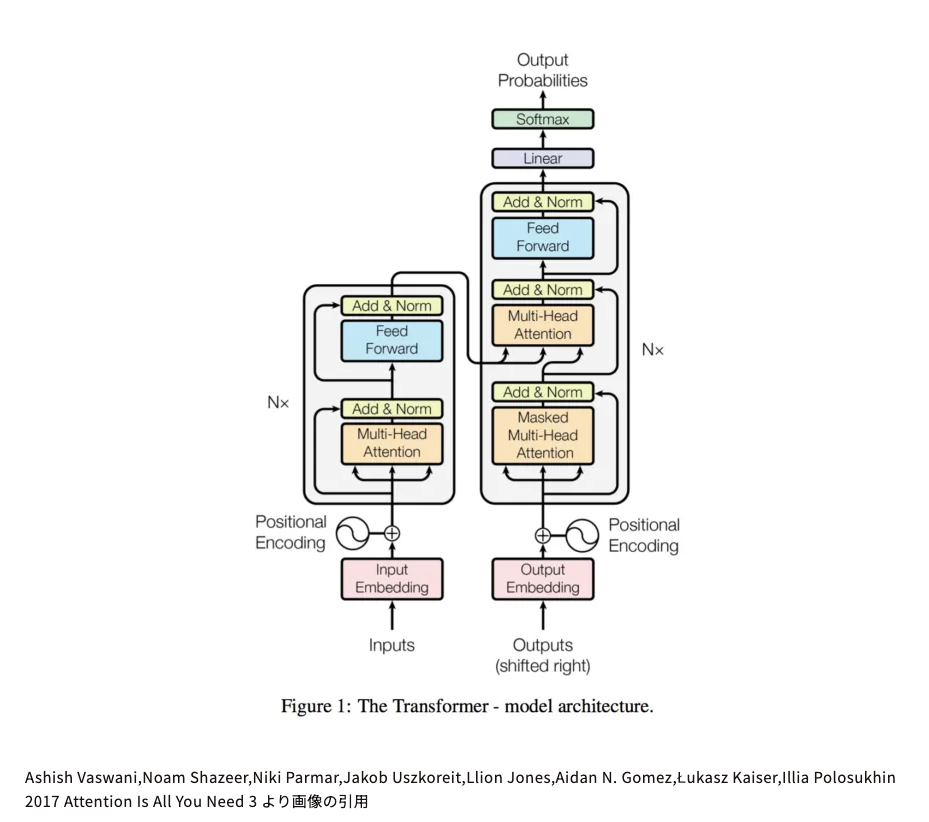 Output
Probabilities
Softmax
Linear
Add & Norm
Feed
Forward
Add & Norm
Multi-Head
Attention
Add & Norm
Masked
Multi-Head
Attention
N×
Add & Norm
Feed
Forward
Add & Norm
Multi-Head
Attention
N×
Positional
Encoding
Positional
Encoding
Input
Embedding
Output
Embedding
Inputs
Outputs
(shifted right)
Figure 1: The Transformer - model architecture.
Ashish Vaswani,Noam Shazeer,Niki Parmar,Jakob Uszkoreit,Llion Jones,Aidan N. Gomez,Łukasz Kaiser,Illia Polosukhin
2017 Attention Is All You Need 3 より画像の引用